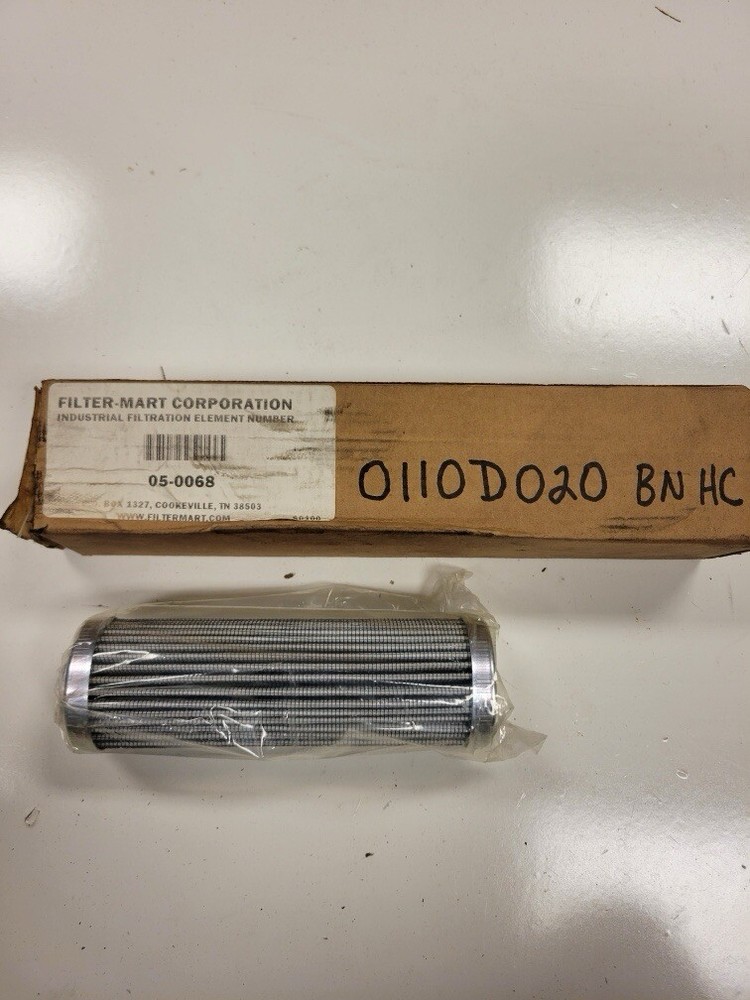 FILTER-MART CORPORATION
INDUSTRIAL FILTRATION ELEMENT NUMBER
05-0068
BOX 3327, COOKEVILLE, TN 38503
WWW.FILTERMART.COM
0110D020 BN HC